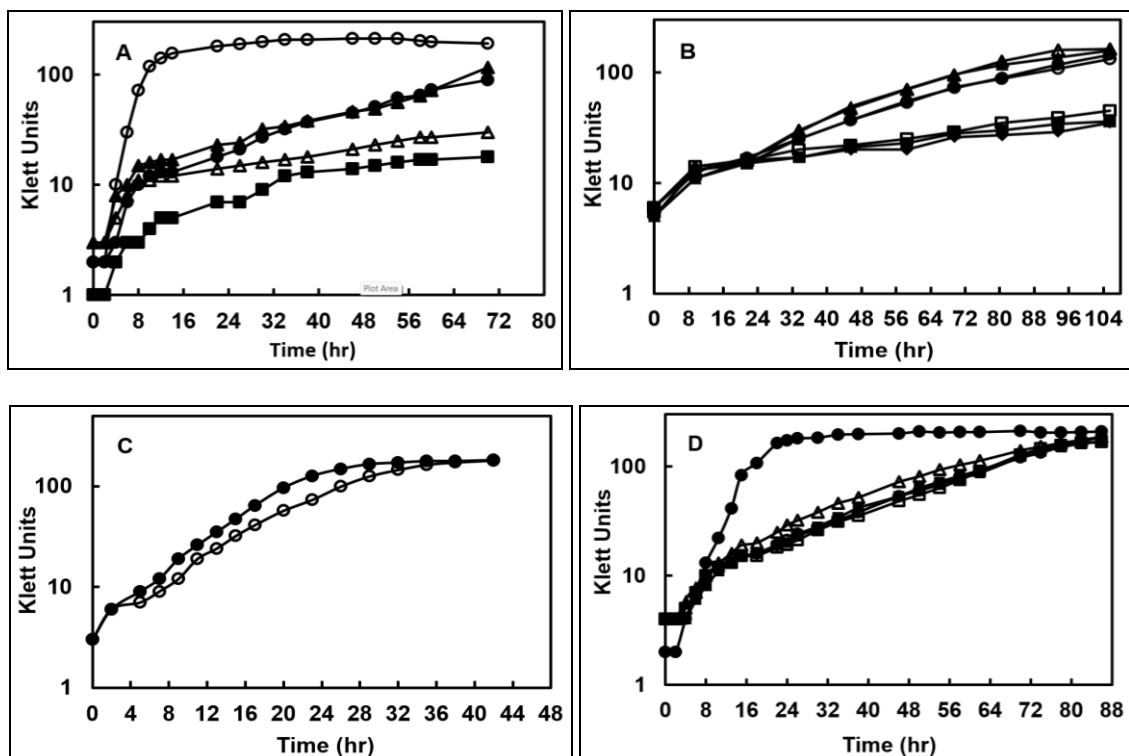 A
Klett Units
100
10
1
0 8 16 24 32 40 48 56 64 72 80
Plot Area
Time (hr)
B
Klett Units
100
10
1
0 8 16 24 32 40 48 56 64 72 80 88 96 104
Time (hr)
C
Klett Units
100
10
1
0 4 8 12 16 20 24 28 32 36 40 44 48
Time (hr)
D
Klett Units
100
10
1
0 8 16 24 32 40 48 56 64 72 80 88
Time (hr)